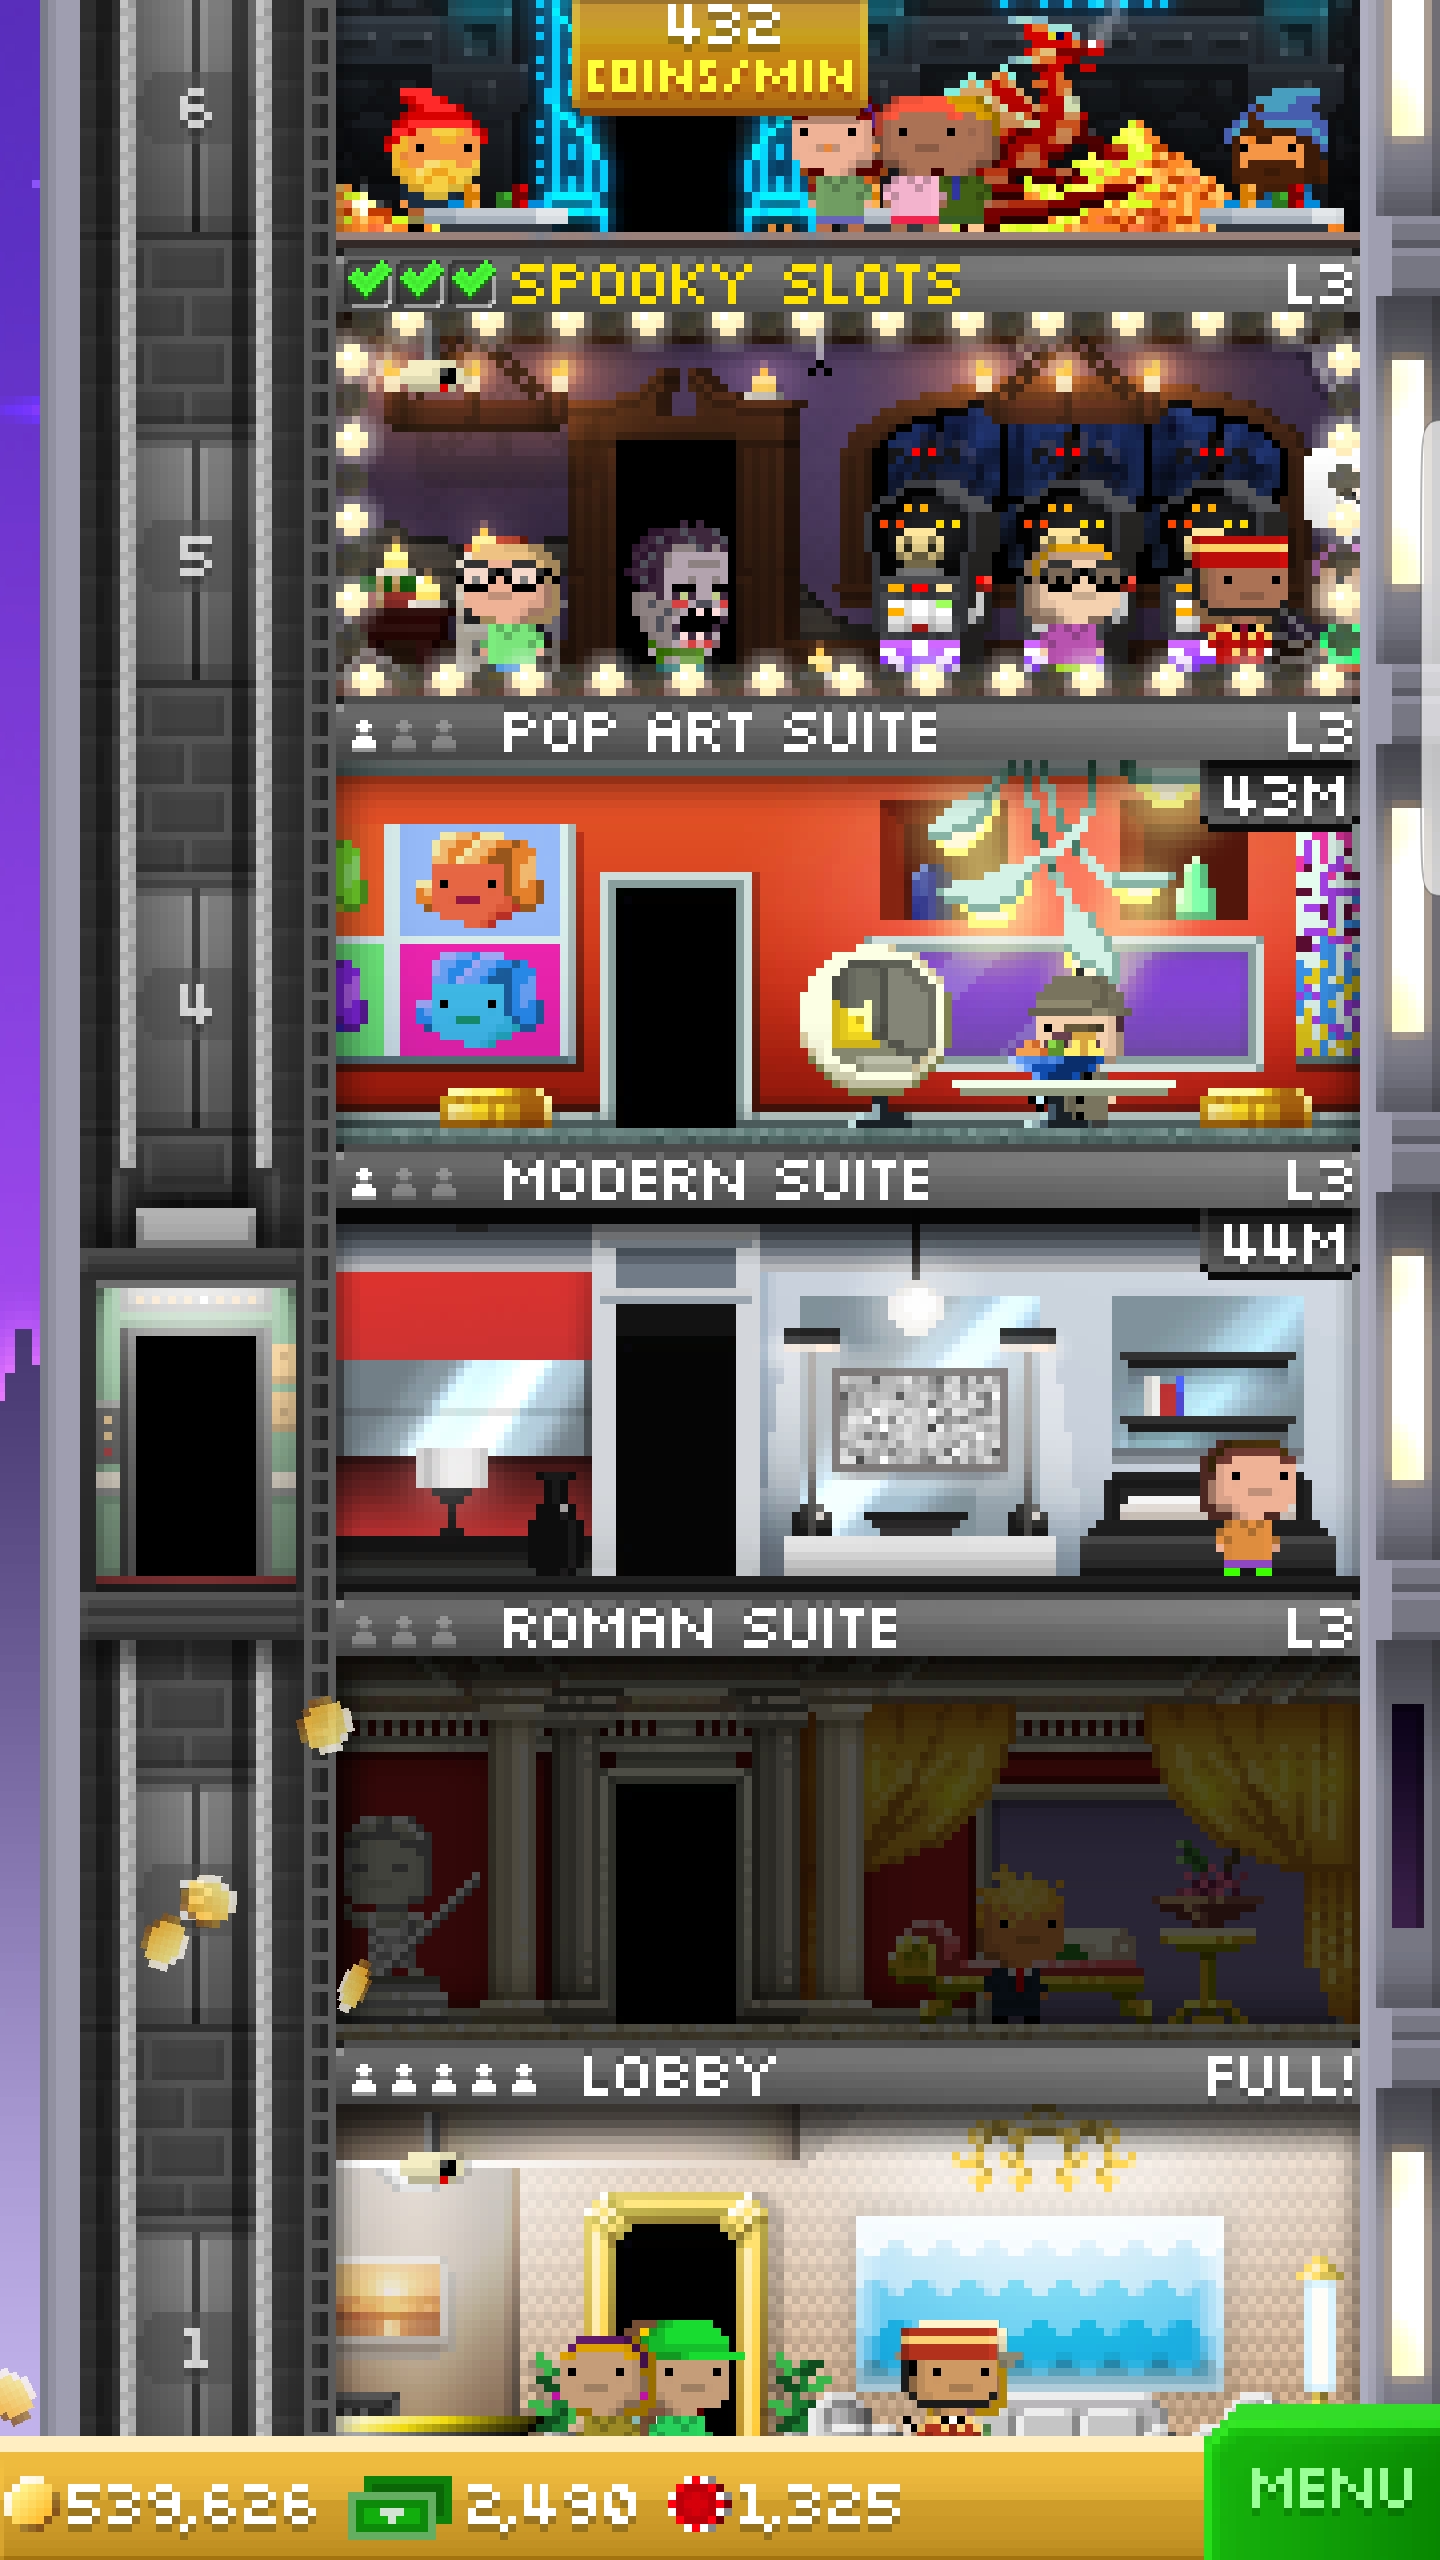 432
COINS/MIN
6
SPOOKY SLOTS L3
5
POP ART SUITE L3
43M
4
MODERN SUITE L3
44M
ROMAN SUITE L3
LOBBY FULL!
1
539,626 2,490 1,325 MENU